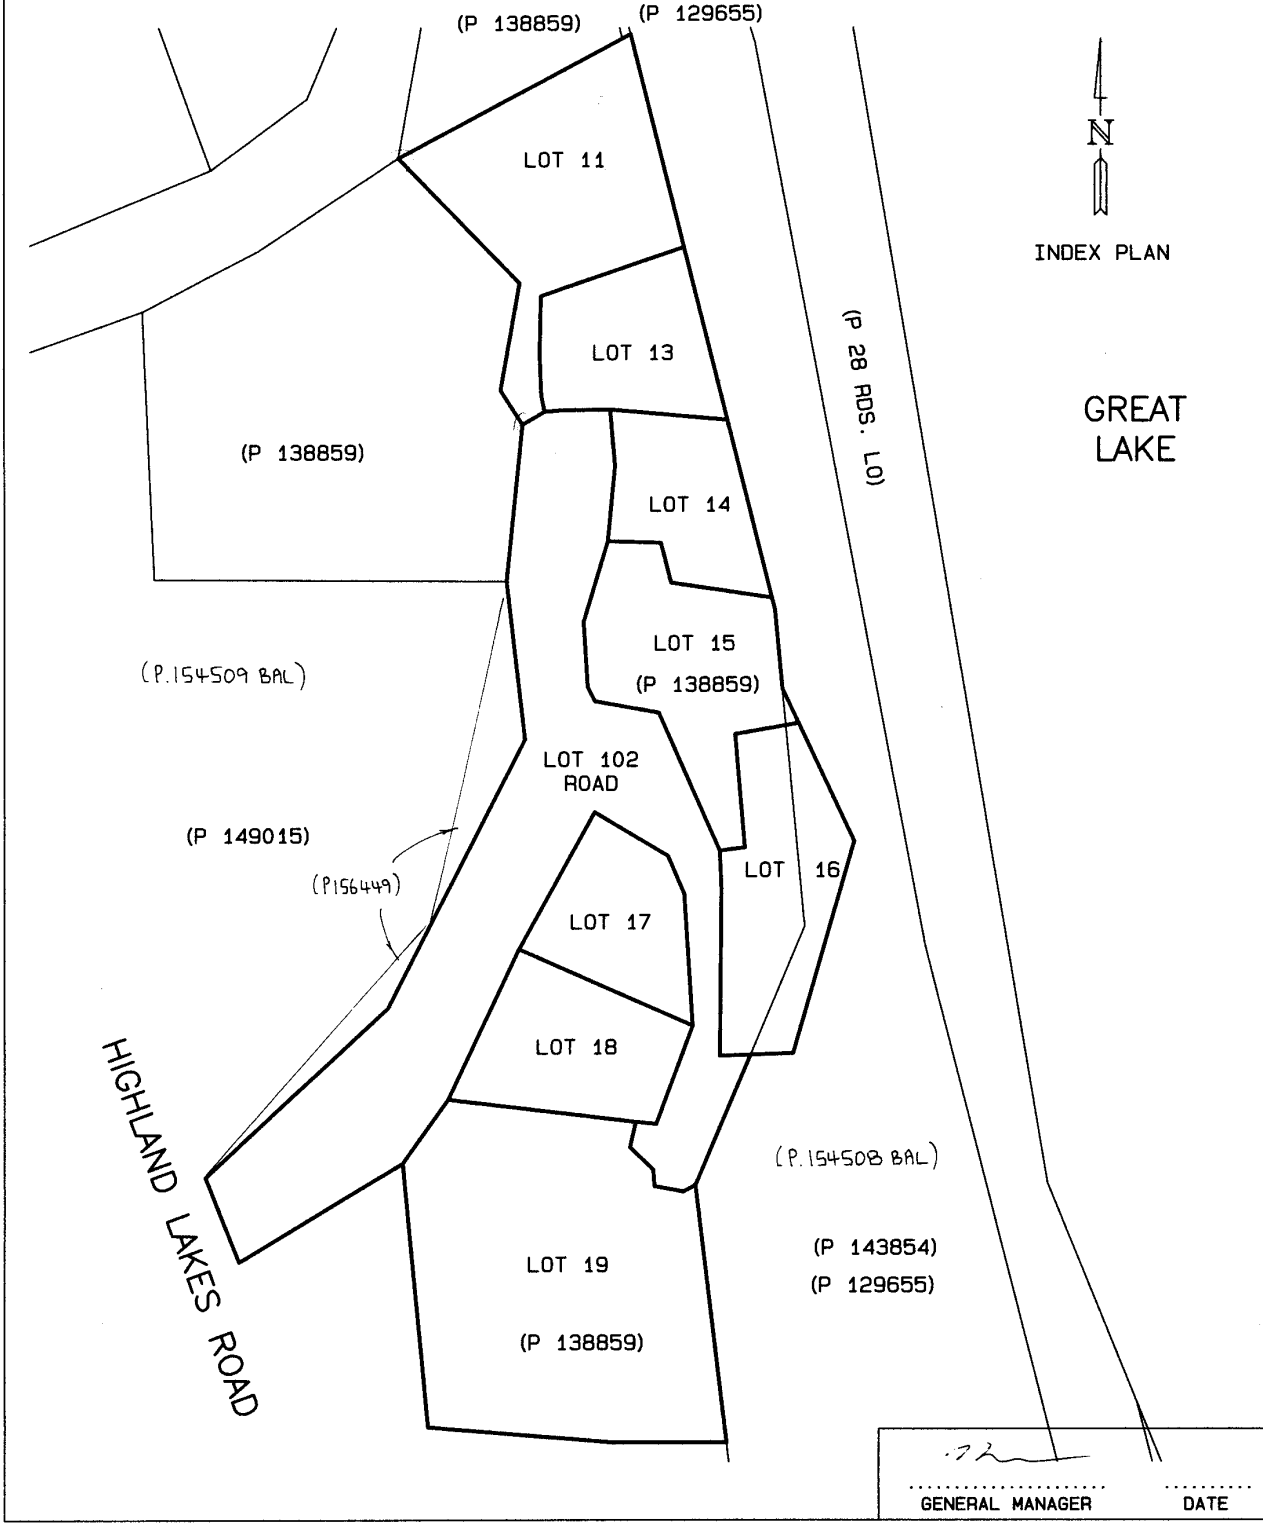 (P 138859)
(P 129655)
LOT 11
N
INDEX PLAN
LOT 13
(P 28 RDS. LO)
GREAT
LAKE
(P 138859)
LOT 14
LOT 15
(P 138859)
(P.154509 BAL)
LOT 102
ROAD
(P 149015)
(P156449)
LOT 16
LOT 17
LOT 18
HIGHLAND LAKES ROAD
(P.154508 BAL)
(P 143854)
(P 129655)
LOT 19
(P 138859)
GENERAL MANAGER
DATE